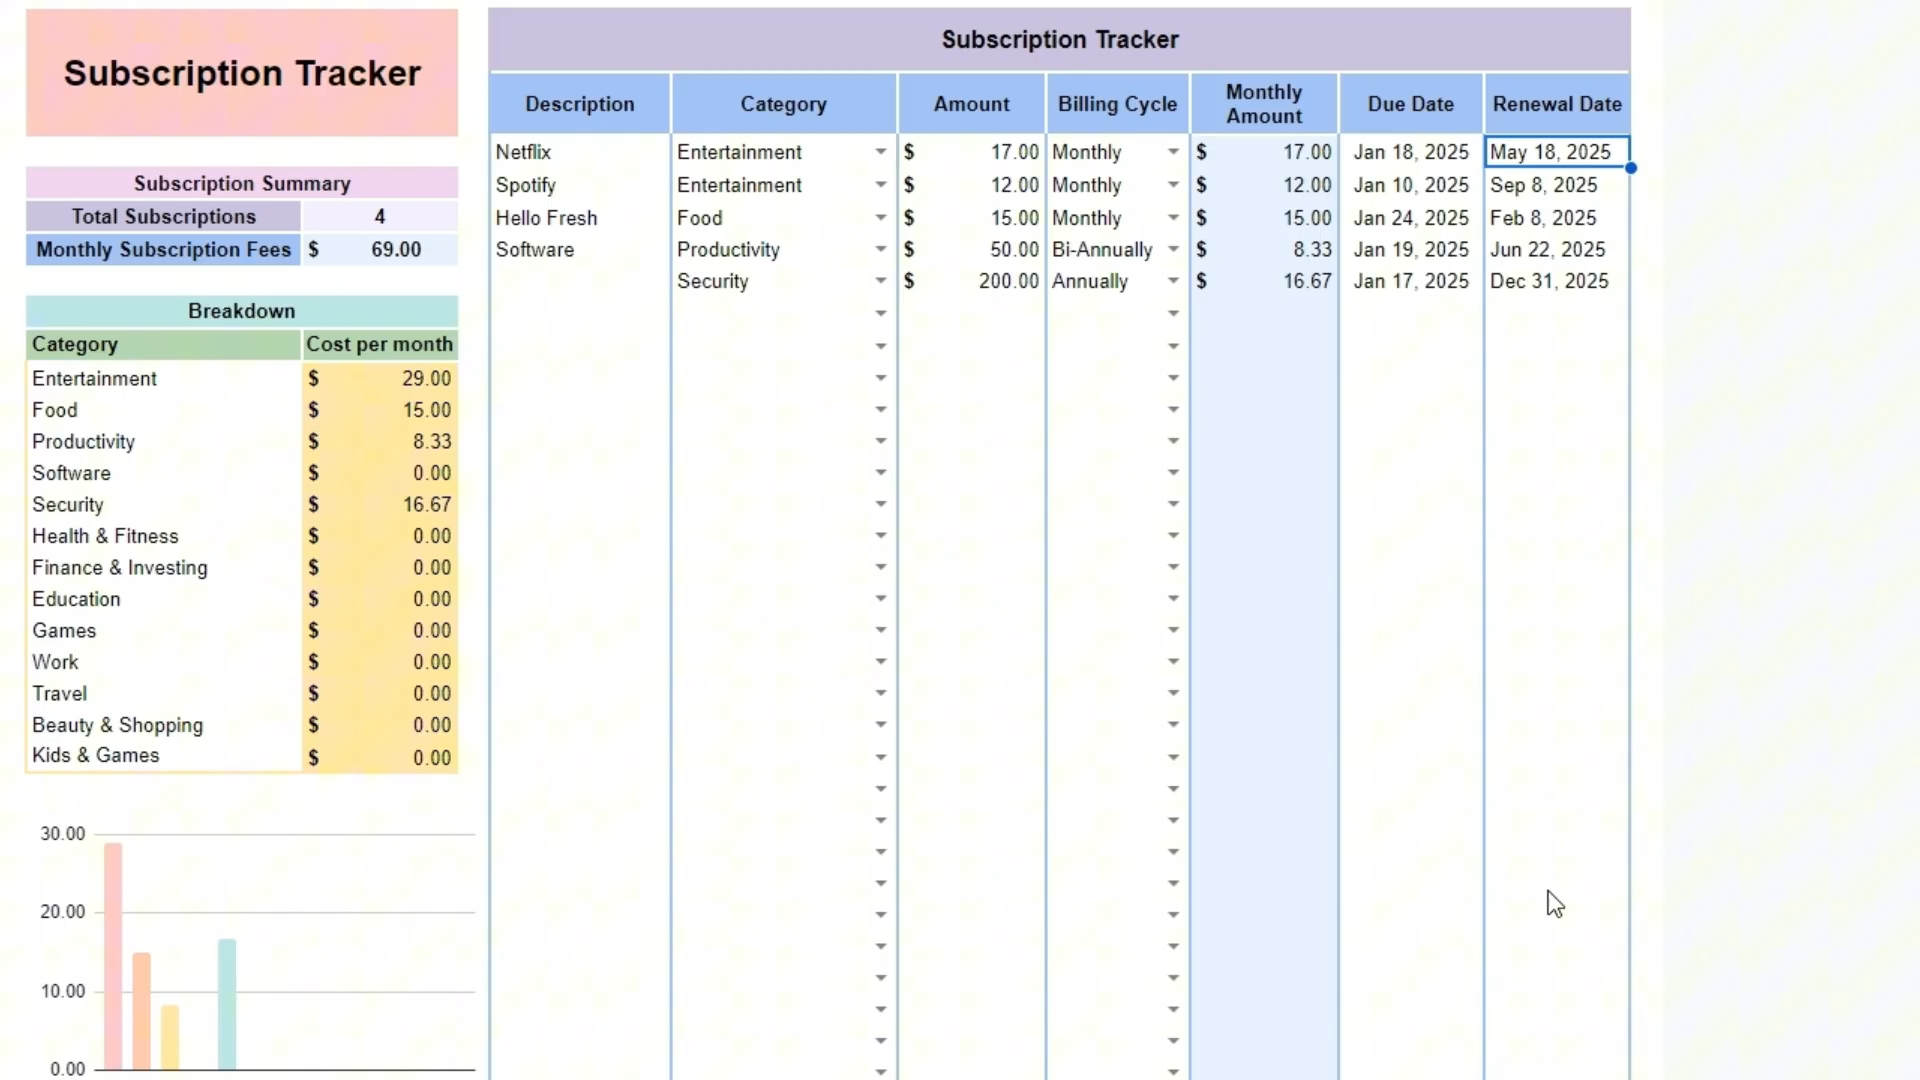 Subscription Tracker
Subscription Summary
Total Subscriptions 4
Monthly Subscription Fees $ 69.00
Breakdown
Category Cost per month
Entertainment $ 29.00
Food $ 15.00
Productivity $ 8.33
Software $ 0.00
Security $ 16.67
Health & Fitness $ 0.00
Finance & Investing $ 0.00
Education $ 0.00
Games $ 0.00
Work $ 0.00
Travel $ 0.00
Beauty & Shopping $ 0.00
Kids & Games $ 0.00
30.00
20.00
10.00
0.00
Subscription Tracker
Description Category Amount Billing Cycle Monthly Amount Due Date Renewal Date
Netflix Entertainment $ 17.00 Monthly $ 17.00 Jan 18, 2025 May 18, 2025
Spotify Entertainment $ 12.00 Monthly $ 12.00 Jan 10, 2025 Sep 8, 2025
Hello Fresh Food $ 15.00 Monthly $ 15.00 Jan 24, 2025 Feb 8, 2025
Software Productivity $ 50.00 Bi-Annually $ 8.33 Jan 19, 2025 Jun 22, 2025
Security $ 200.00 Annually $ 16.67 Jan 17, 2025 Dec 31, 2025